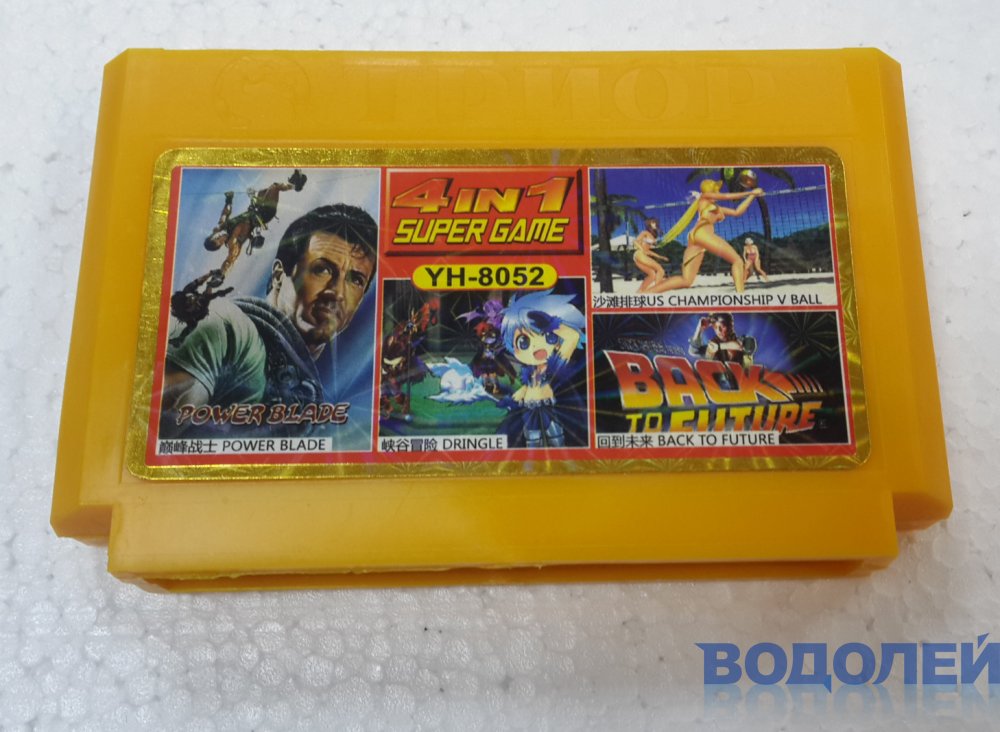 ТРИОР
4 IN 1
SUPER GAME
YH-8052
POWER BLADE
巅峰战士 POWER BLADE
峡谷冒险 DRINGLE
沙滩排球US CHAMPIONSHIP V BALL
BACK
TO FUTURE
回到未来 BACK TO FUTURE
ВОДОЛЕЙ